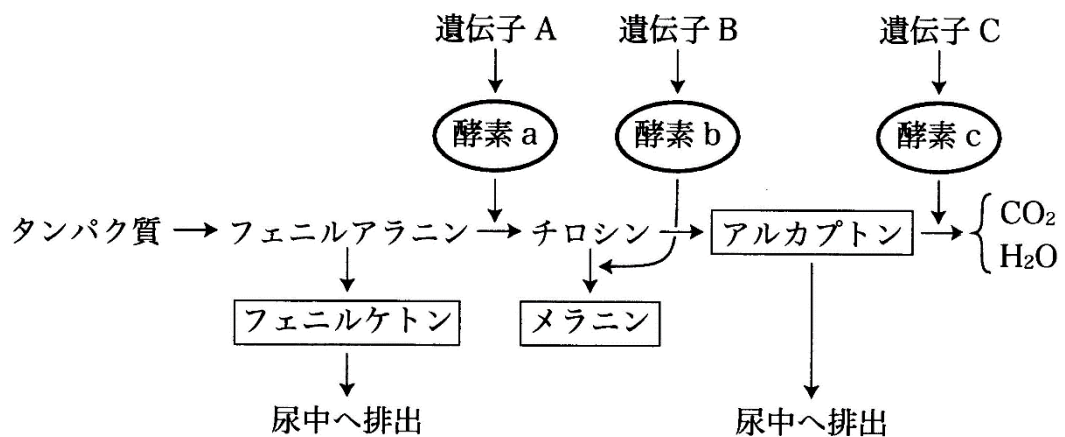 遺伝子 A 遺伝子 B 遺伝子 C
酵素 a 酵素 b 酵素 c
タンパク質 フェニルアラニン チロシン アルカプトン CO₂
H₂O
フェニルケトン メラニン
尿中へ排出 尿中へ排出